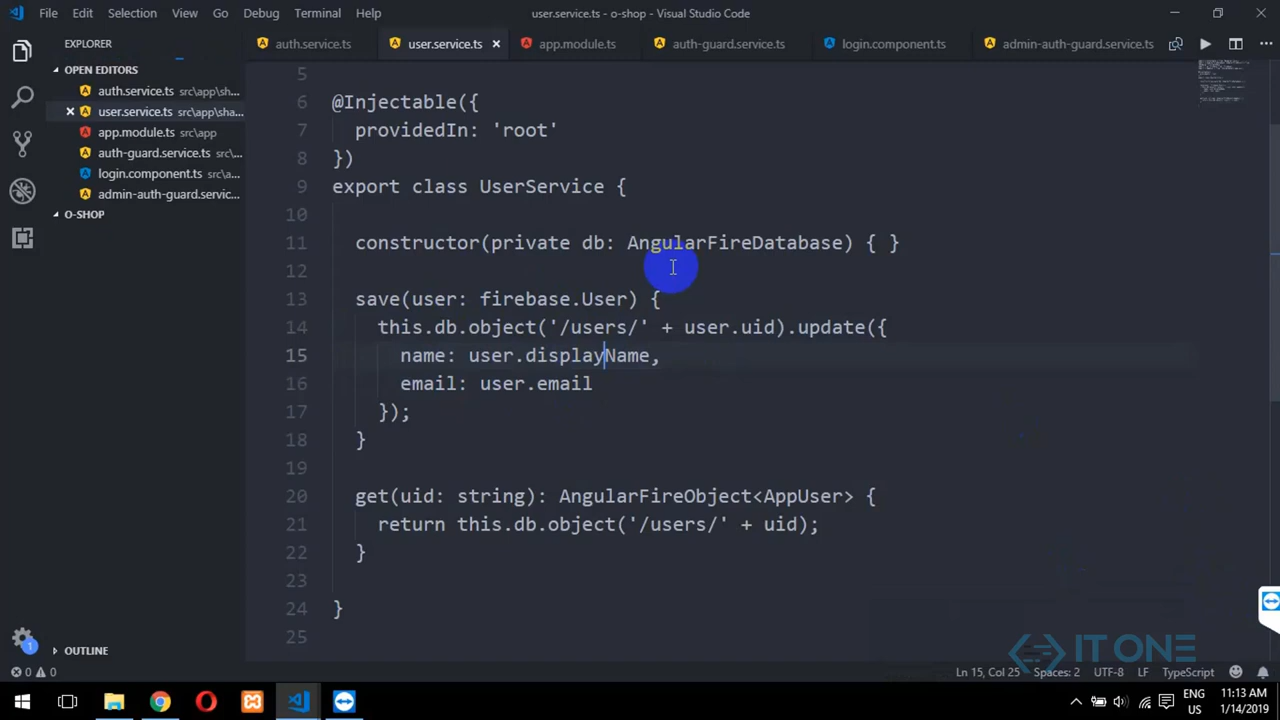 File Edit Selection View Go Debug Terminal Help
user.service.ts - o-shop - Visual Studio Code
EXPLORER
OPEN EDITORS
auth.service.ts src\app\sh...
user.service.ts src\app\sha...
app.module.ts src\app
auth-guard.service.ts src\...
login.component.ts src\a...
admin-auth-guard.servic...
O-SHOP
OUTLINE
auth.service.ts user.service.ts app.module.ts auth-guard.service.ts login.component.ts admin-auth-guard.service.ts
5
6 @Injectable({
7 providedIn: 'root'
8 })
9 export class UserService {
10
11 constructor(private db: AngularFireDatabase) { }
12
13 save(user: firebase.User) {
14 this.db.object('/users/' + user.uid).update({
15 name: user.displayName,
16 email: user.email
17 });
18 }
19
20 get(uid: string): AngularFireObject<AppUser> {
21 return this.db.object('/users/' + uid);
22 }
23
24 }
25
IT ONE
1
0 0
Ln 15, Col 25 Spaces: 2 UTF-8 LF TypeScript
ENG
US
11:13 AM
1/14/2019